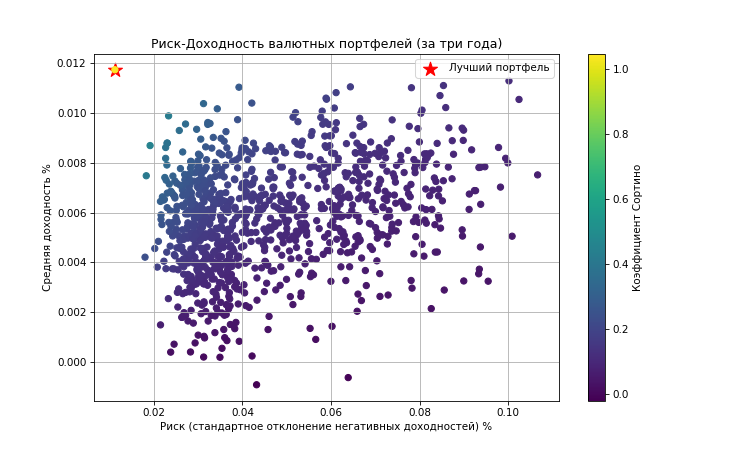 Риск-Доходность валютных портфелей (за три года)
Лучший портфель
0.012
0.010
0.008
0.006
0.004
0.002
0.000
Средняя доходность %
0.02 0.04 0.06 0.08 0.10
Риск (стандартное отклонение негативных доходностей) %
1.0
0.8
0.6
0.4
0.2
0.0
Коэффициент Сортино